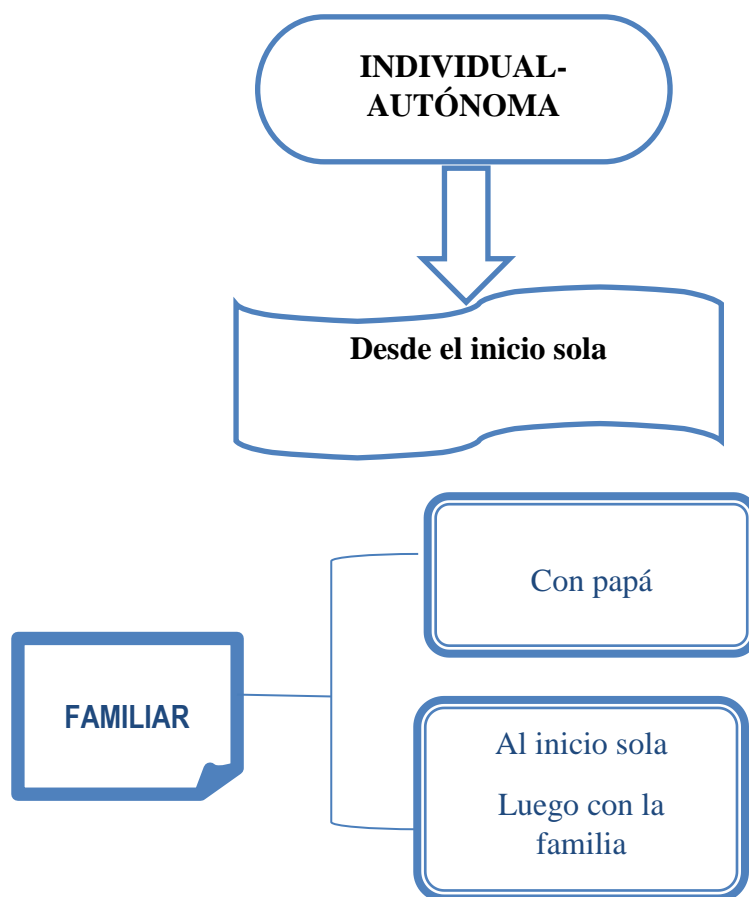 INDIVIDUAL-
AUTÓNOMA
Desde el inicio sola
Con papá
FAMILIAR
Al inicio sola
Luego con la
familia